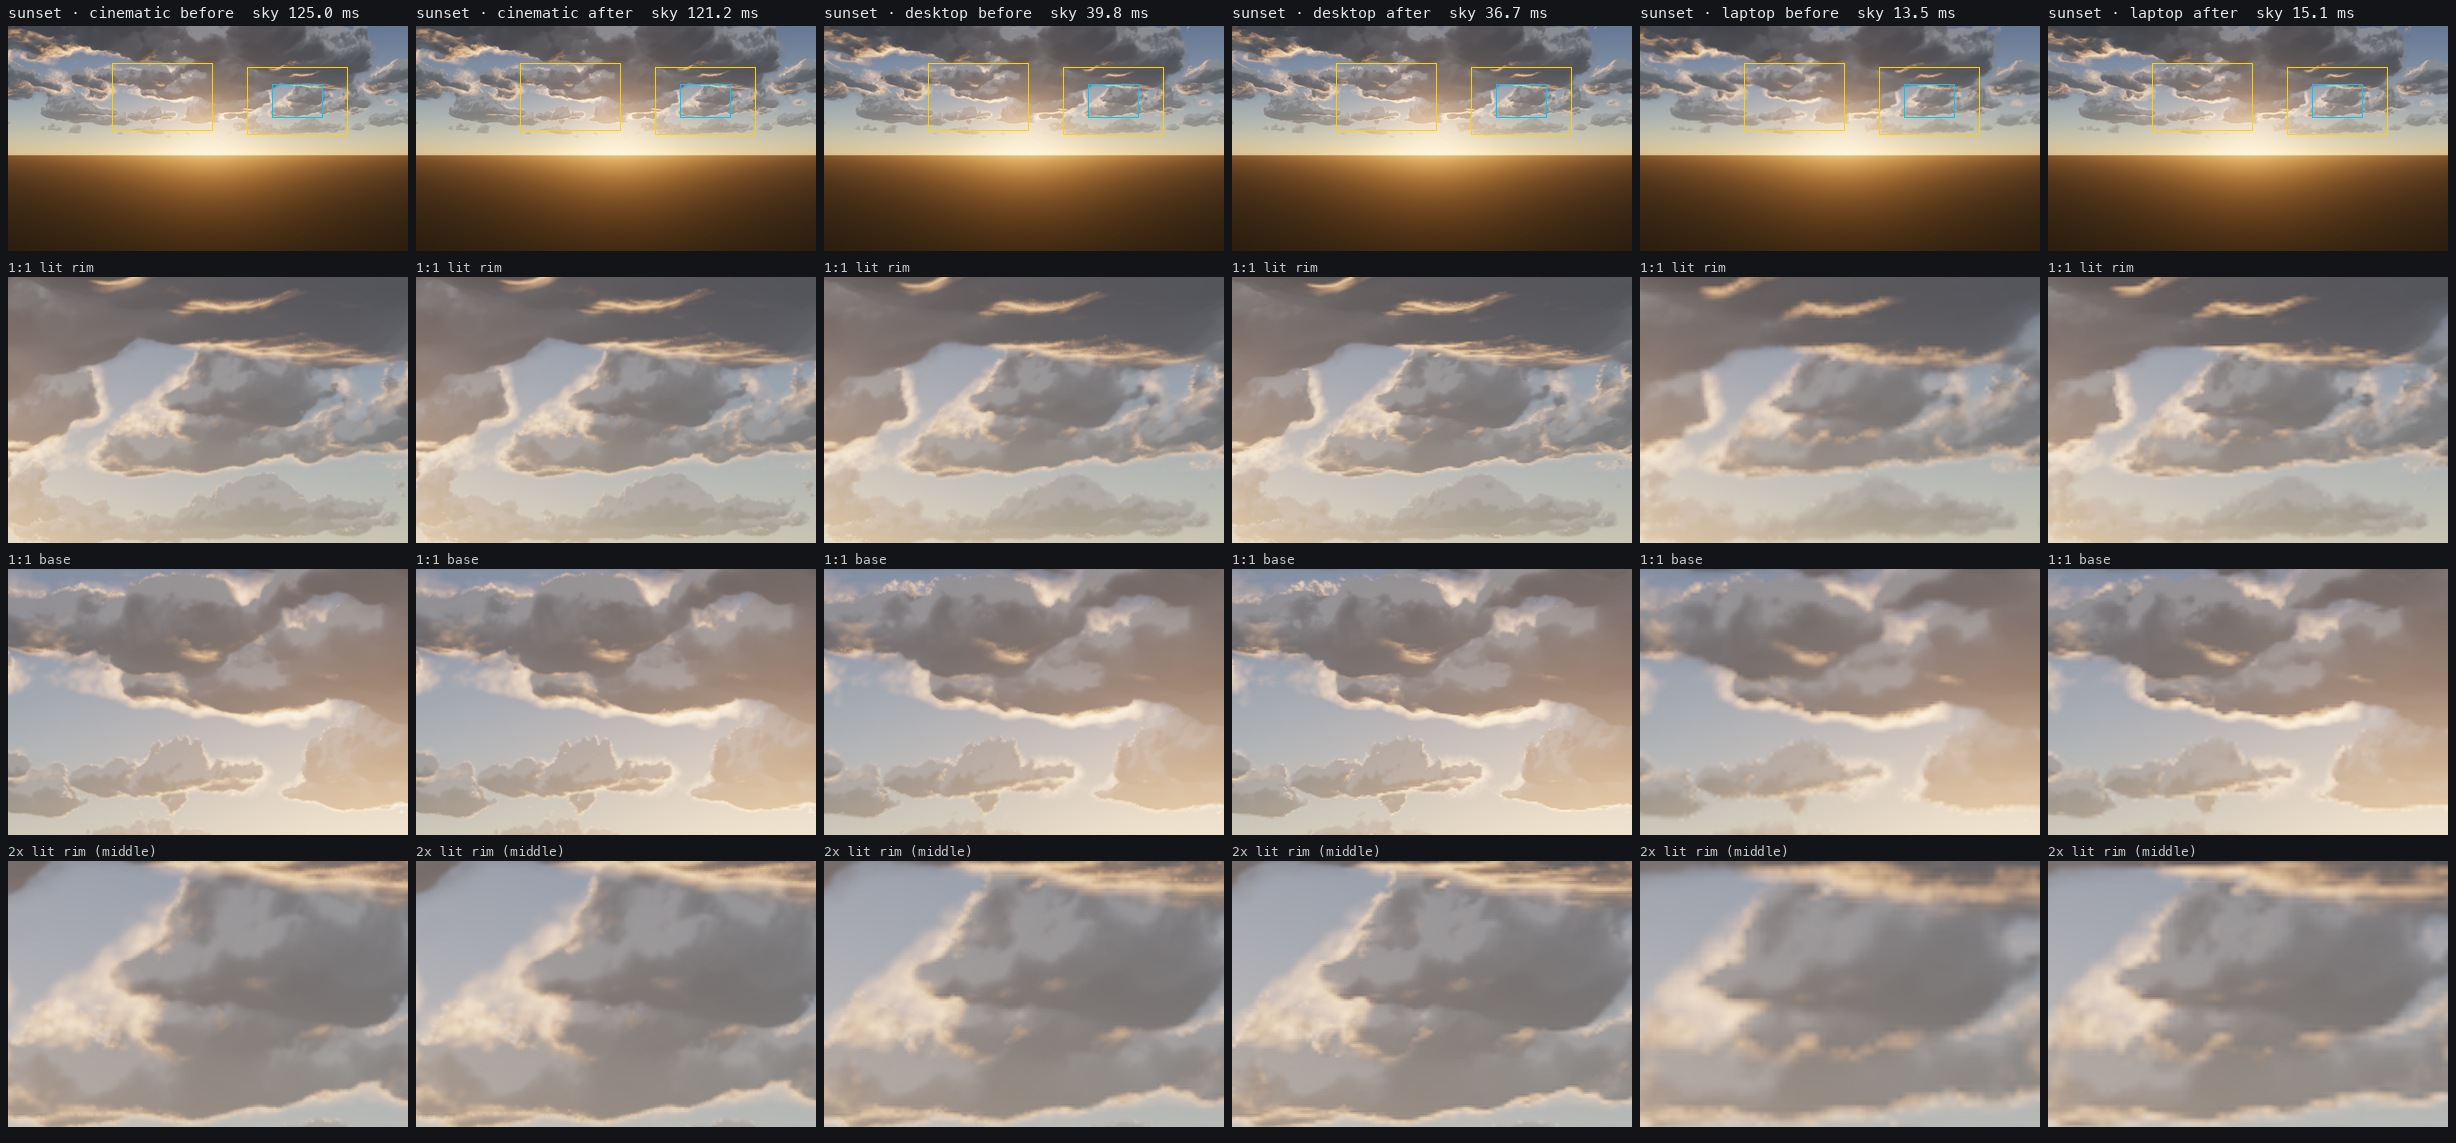 sunset · cinematic before  sky 125.0 ms
sunset · cinematic after  sky 121.2 ms
sunset · desktop before  sky 39.8 ms
sunset · desktop after  sky 36.7 ms
sunset · laptop before  sky 13.5 ms
sunset · laptop after  sky 15.1 ms
1:1 lit rim
1:1 lit rim
1:1 lit rim
1:1 lit rim
1:1 lit rim
1:1 lit rim
1:1 base
1:1 base
1:1 base
1:1 base
1:1 base
1:1 base
2x lit rim (middle)
2x lit rim (middle)
2x lit rim (middle)
2x lit rim (middle)
2x lit rim (middle)
2x lit rim (middle)